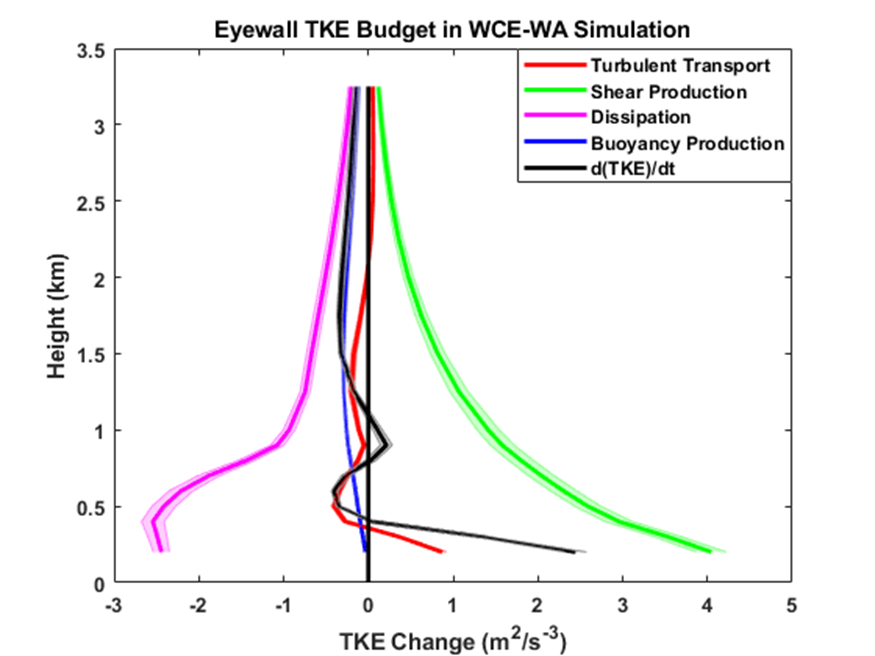 Eyewall TKE Budget in WCE-WA Simulation
3.5
3
2.5
2
1.5
1
0.5
0
Height (km)
Turbulent Transport
Shear Production
Dissipation
Buoyancy Production
d(TKE)/dt
-3 -2 -1 0 1 2 3 4 5
TKE Change (m²/s⁻³)